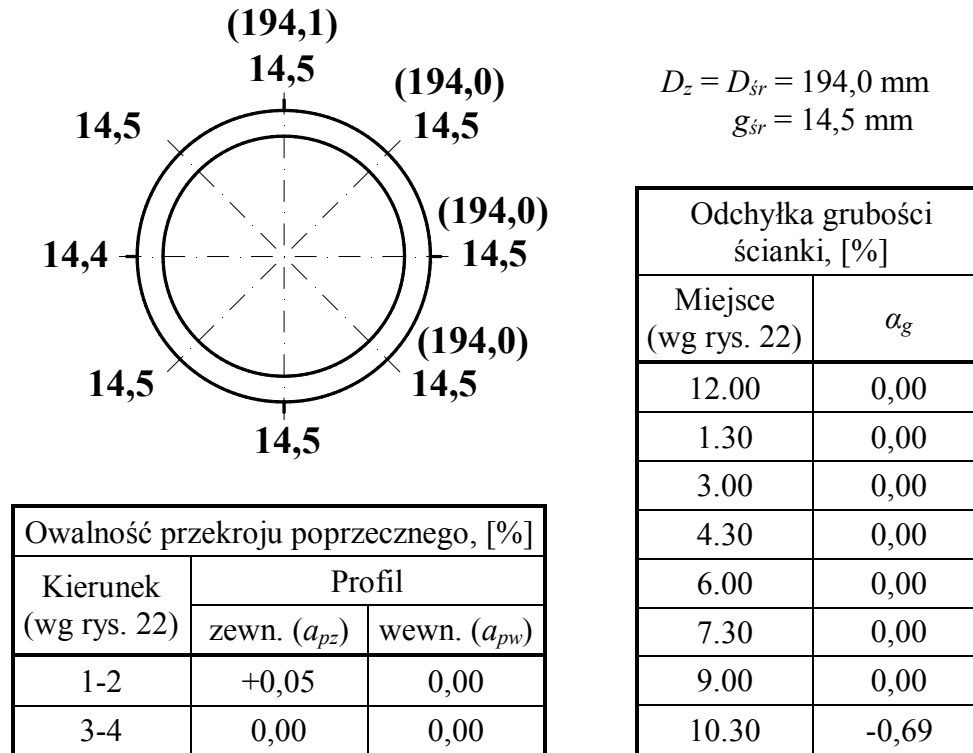 (194,1)
14,5
(194,0)
14,5
14,5
(194,0)
14,4
14,5
(194,0)
14,5
14,5
14,5
D_z = D_śr = 194,0 mm
g_śr = 14,5 mm
Odchyłka grubości
ścianki, [%]
Miejsce
(wg rys. 22)
α_g
12.00 0,00
1.30 0,00
3.00 0,00
4.30 0,00
6.00 0,00
7.30 0,00
9.00 0,00
10.30 -0,69
Owalność przekroju poprzecznego, [%]
Kierunek
(wg rys. 22)
Profil
zewn. (a_pz) wewn. (a_pw)
1-2 +0,05 0,00
3-4 0,00 0,00